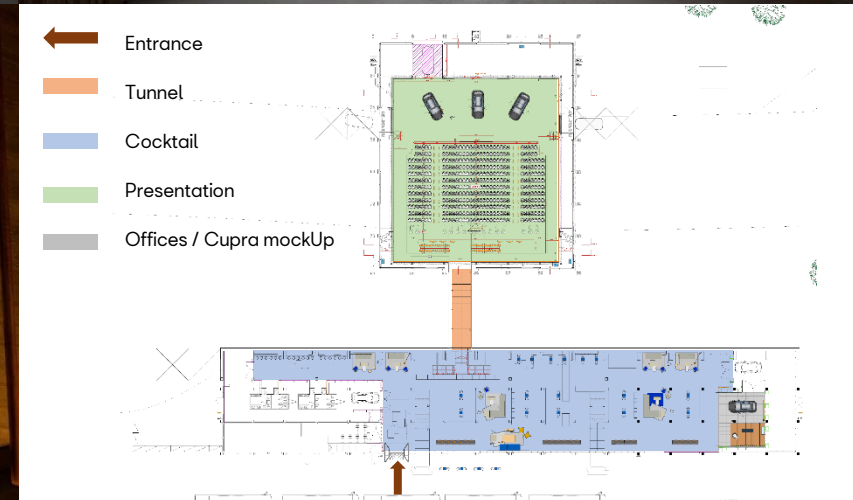 Entrance
Tunnel
Cocktail
Presentation
Offices / Cupra mockUp